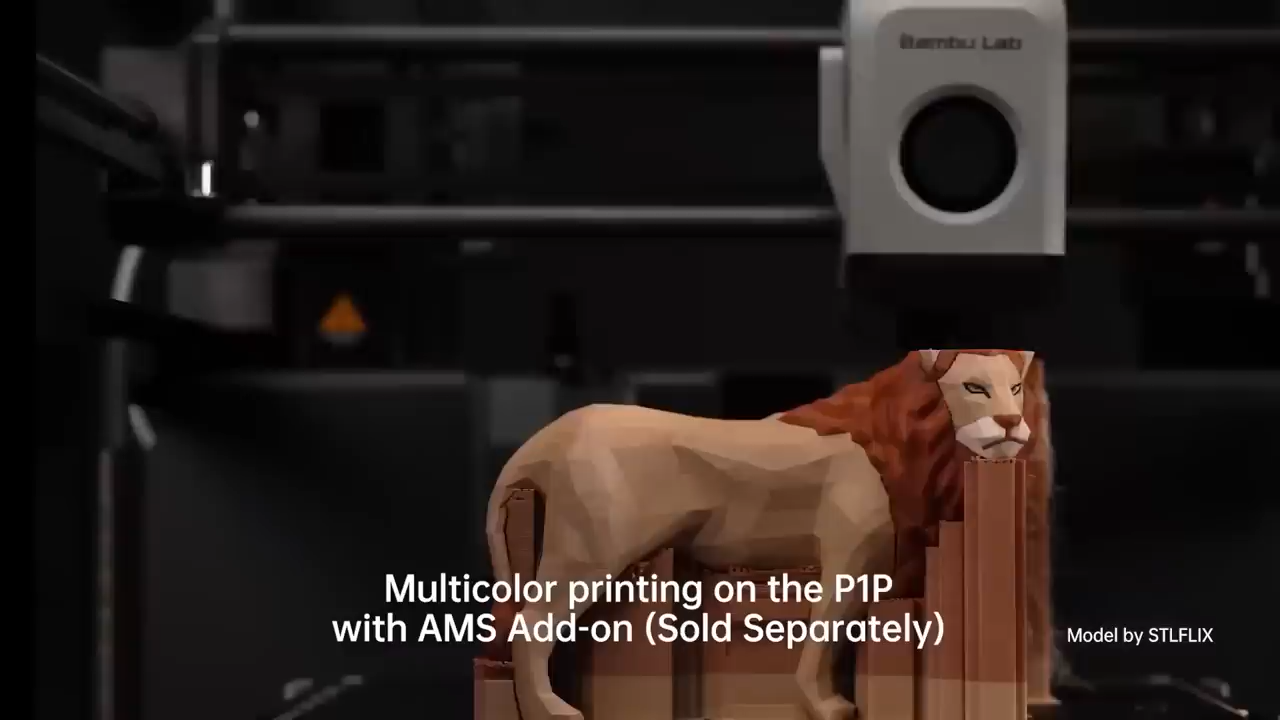 Bambu Lab
Multicolor printing on the P1P
with AMS Add-on (Sold Separately)
Model by STLFLIX